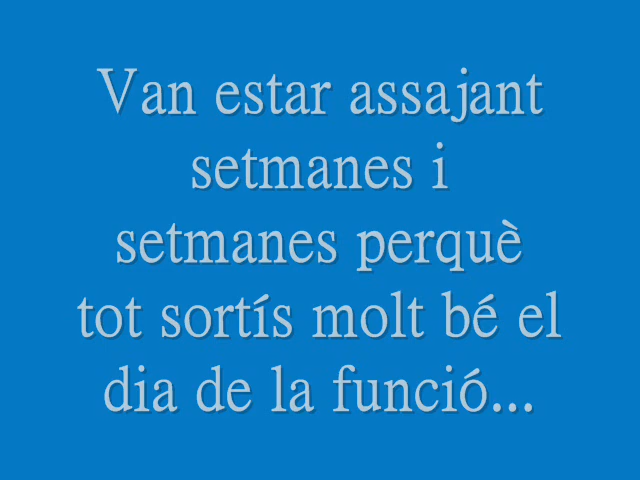 Van estar assajant
setmanes i
setmanes perquè
tot sortís molt bé el
dia de la funció...